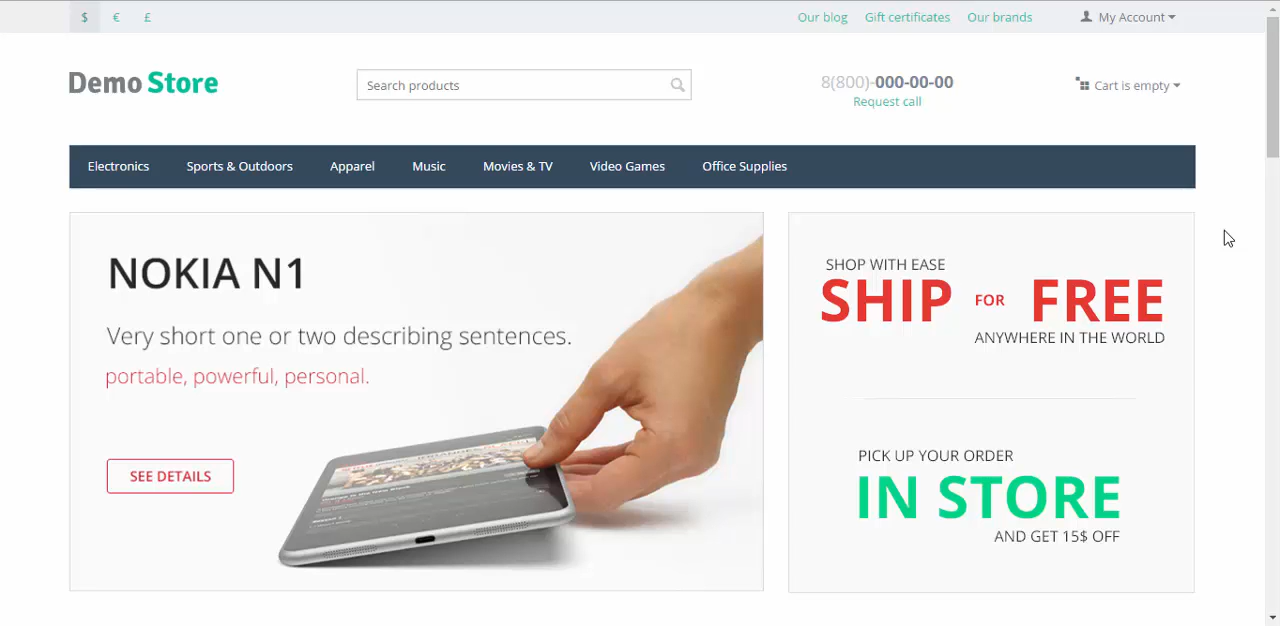 $ € £ Our blog Gift certificates Our brands My Account
Demo Store Search products 8(800)-000-00-00 Cart is empty
Request call
Electronics Sports & Outdoors Apparel Music Movies & TV Video Games Office Supplies
NOKIA N1
Very short one or two describing sentences.
portable, powerful, personal.
SEE DETAILS
SHOP WITH EASE
SHIP FOR FREE
ANYWHERE IN THE WORLD
PICK UP YOUR ORDER
IN STORE
AND GET 15$ OFF